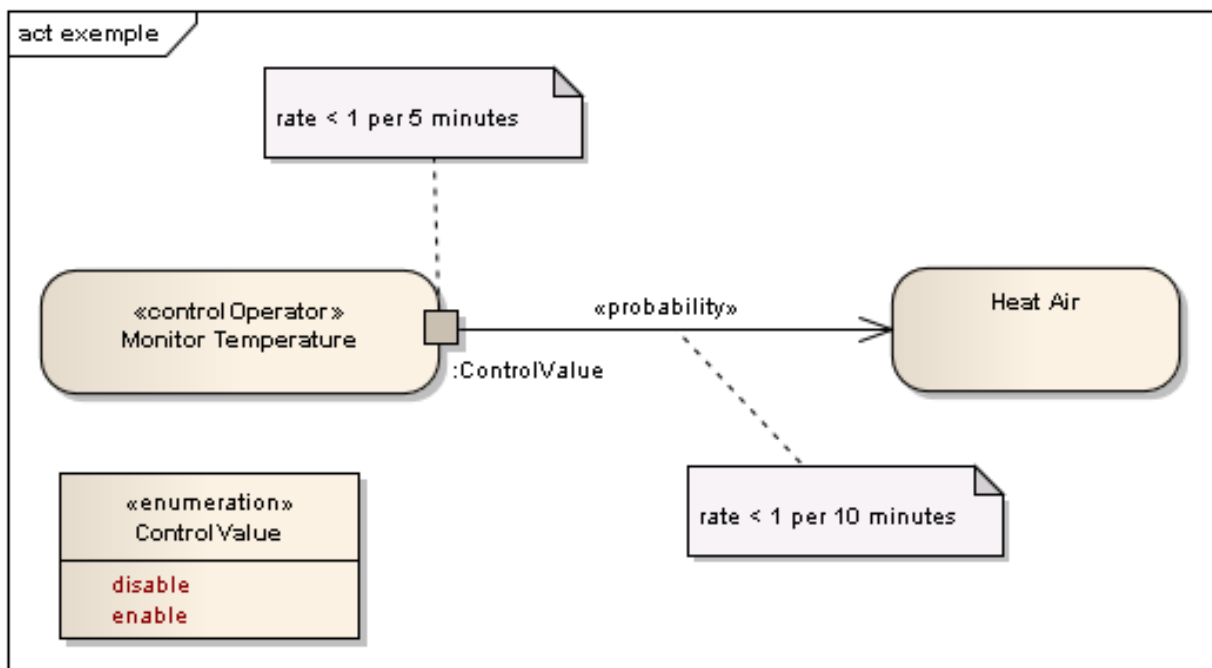 act exemple
rate < 1 per 5 minutes
«controlOperator»
Monitor Temperature
«probability»
:ControlValue
Heat Air
«enumeration»
ControlValue
disable
enable
rate < 1 per 10 minutes